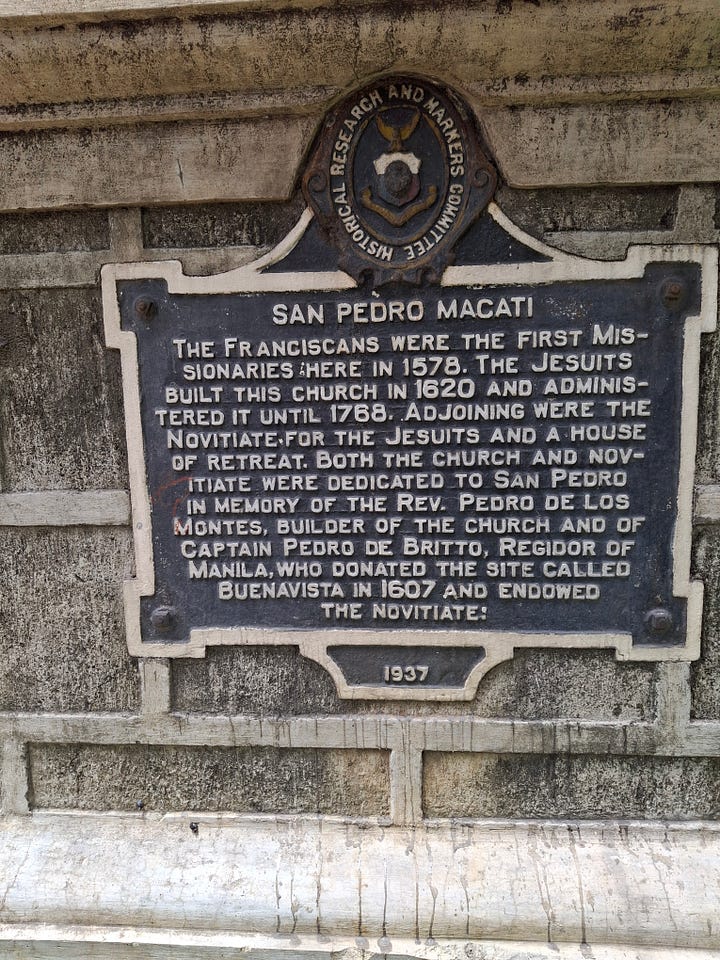 HISTORICAL RESEARCH AND MARKERS COMMITTEE
SAN PEDRO MACATI
THE FRANCISCANS WERE THE FIRST MIS-
SIONARIES HERE IN 1578. THE JESUITS
BUILT THIS CHURCH IN 1620 AND ADMINIS-
TERED IT UNTIL 1768. ADJOINING WERE THE
NOVITIATE FOR THE JESUITS AND A HOUSE
OF RETREAT. BOTH THE CHURCH AND NOV-
ITIATE WERE DEDICATED TO SAN PEDRO
IN MEMORY OF THE REV. PEDRO DE LOS
MONTES, BUILDER OF THE CHURCH AND OF
CAPTAIN PEDRO DE BRITTO, REGIDOR OF
MANILA, WHO DONATED THE SITE CALLED
BUENAVISTA IN 1607 AND ENDOWED
THE NOVITIATE:
1937